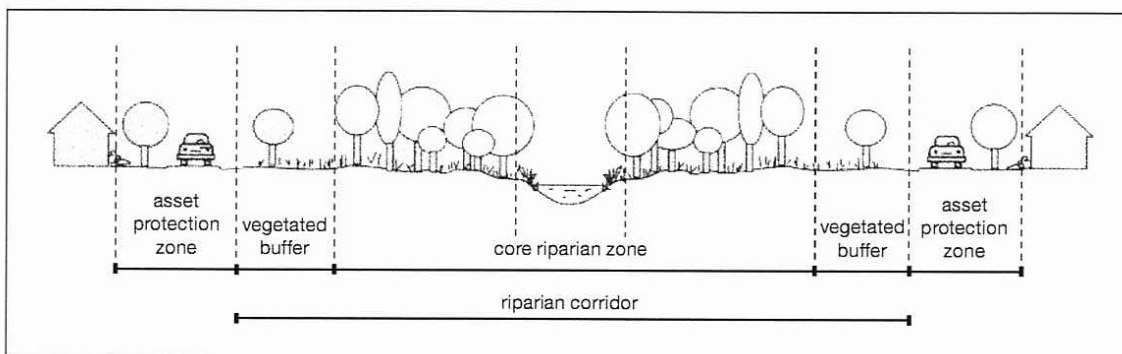 asset
protection
zone
vegetated
buffer
core riparian zone
vegetated
buffer
asset
protection
zone
riparian corridor